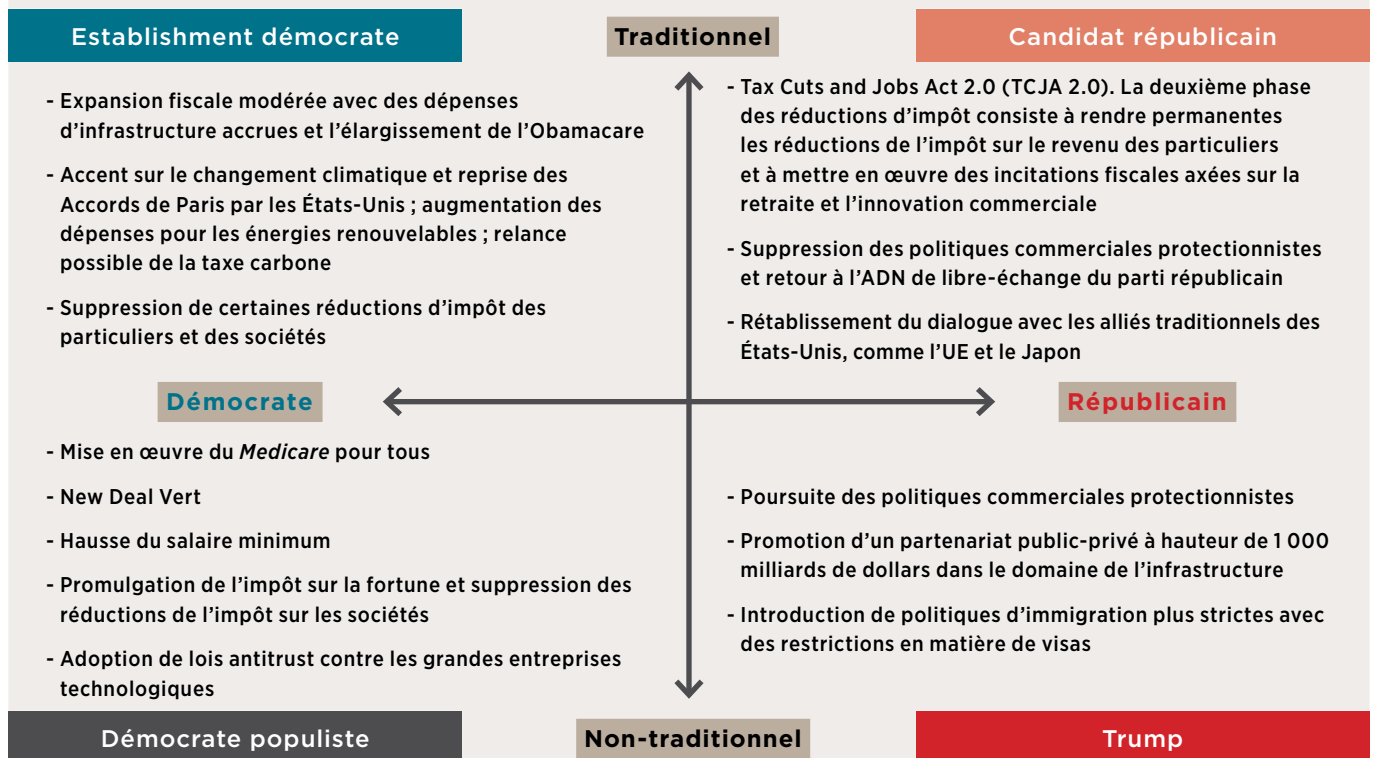 Establishment démocrate
Traditionnel
Candidat républicain
- Expansion fiscale modérée avec des dépenses
d’infrastructure accrues et l’élargissement de l’Obamacare
- Accent sur le changement climatique et reprise des
Accords de Paris par les États-Unis ; augmentation des
dépenses pour les énergies renouvelables ; relance
possible de la taxe carbone
- Suppression de certaines réductions d’impôt des
particuliers et des sociétés
- Tax Cuts and Jobs Act 2.0 (TCJA 2.0). La deuxième phase
des réductions d’impôt consiste à rendre permanentes
les réductions de l’impôt sur le revenu des particuliers
et à mettre en œuvre des incitations fiscales axées sur la
retraite et l’innovation commerciale
- Suppression des politiques commerciales protectionnistes
et retour à l’ADN de libre-échange du parti républicain
- Rétablissement du dialogue avec les alliés traditionnels des
États-Unis, comme l’UE et le Japon
Démocrate
Républicain
- Mise en œuvre du Medicare pour tous
- New Deal Vert
- Hausse du salaire minimum
- Promulgation de l’impôt sur la fortune et suppression des
réductions de l’impôt sur les sociétés
- Adoption de lois antitrust contre les grandes entreprises
technologiques
- Poursuite des politiques commerciales protectionnistes
- Promotion d’un partenariat public-privé à hauteur de 1 000
milliards de dollars dans le domaine de l’infrastructure
- Introduction de politiques d’immigration plus strictes avec
des restrictions en matière de visas
Démocrate populiste
Non-traditionnel
Trump